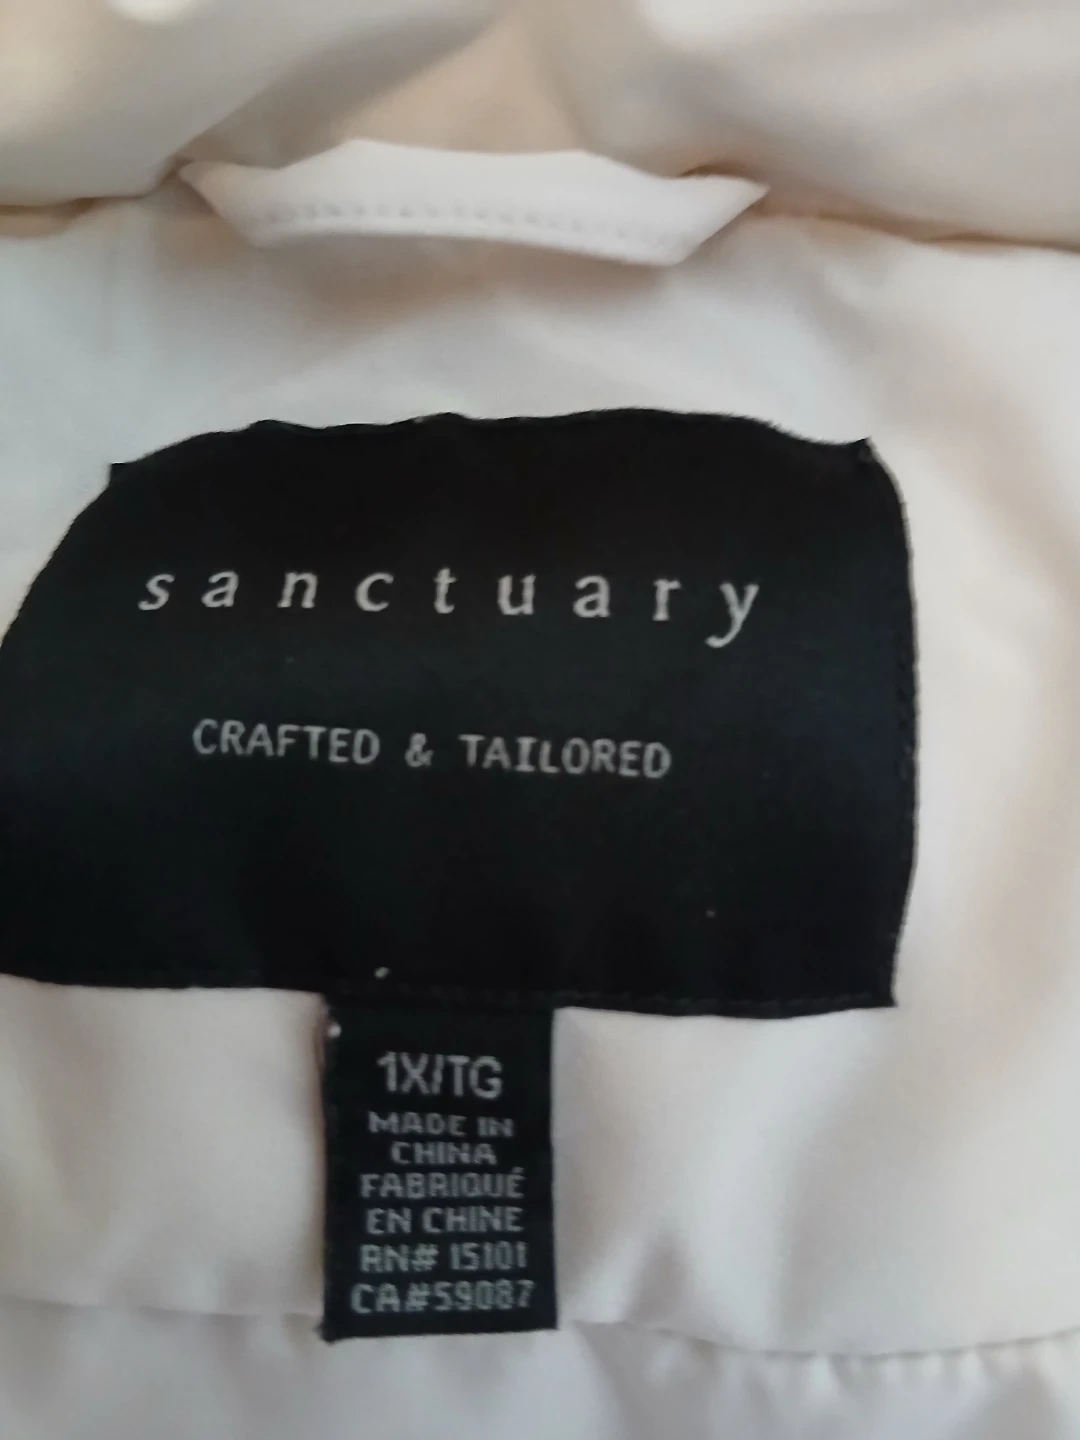 sanctuary
CRAFTED & TAILORED
1X/TG
MADE IN
CHINA
FABRIQUÉ
EN CHINE
RN# 15101
CA#59087